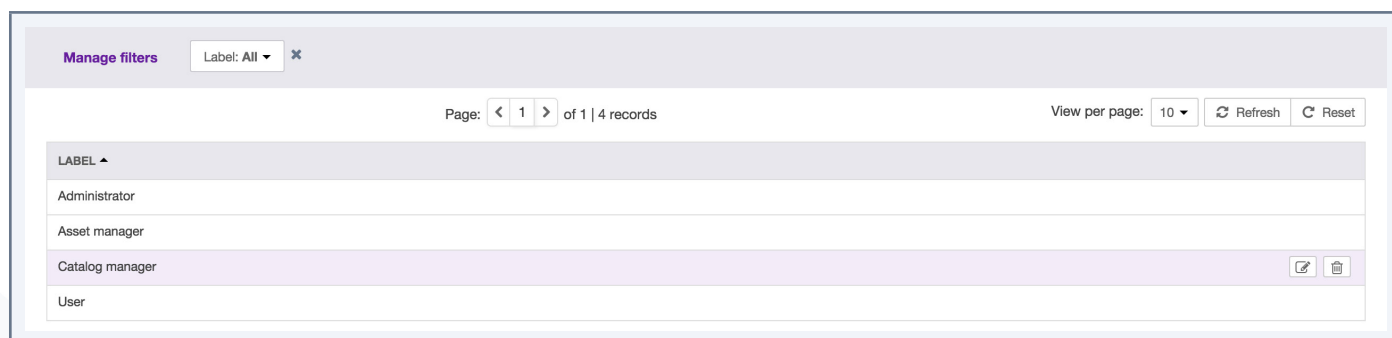 Manage filters Label: All
Page: 1 of 1 | 4 records View per page: 10 Refresh Reset
LABEL
Administrator
Asset manager
Catalog manager
User